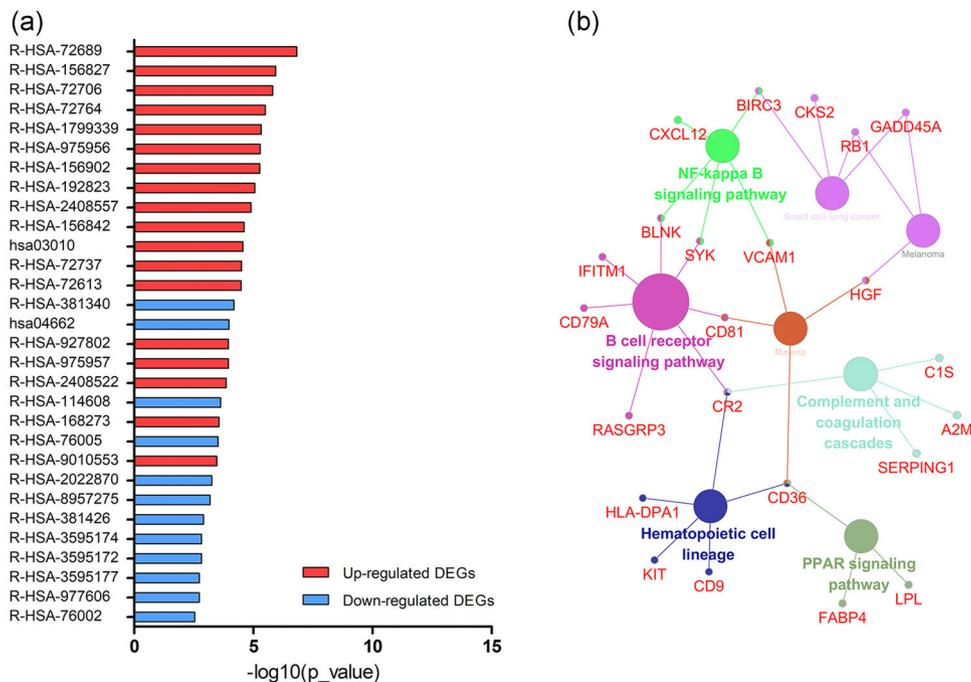 (a)
R-HSA-72689
R-HSA-156827
R-HSA-72706
R-HSA-72764
R-HSA-1799339
R-HSA-975956
R-HSA-156902
R-HSA-192823
R-HSA-2408557
R-HSA-156842
hsa03010
R-HSA-72737
R-HSA-72613
R-HSA-381340
hsa04662
R-HSA-927802
R-HSA-975957
R-HSA-2408522
R-HSA-114608
R-HSA-168273
R-HSA-76005
R-HSA-9010553
R-HSA-2022870
R-HSA-8957275
R-HSA-381426
R-HSA-3595174
R-HSA-3595172
R-HSA-3595177
R-HSA-977606
R-HSA-76002
Up-regulated DEGs
Down-regulated DEGs
0 5 10 15
-log10(p_value)
(b)
BIRC3
CKS2
GADD45A
CXCL12
RB1
NF-kappa B
signaling pathway
Small cell lung cancer
BLNK
SYK
VCAM1
Melanoma
IFITM1
HGF
CD79A
CD81
B cell receptor
signaling pathway
Malaria
C1S
CR2
Complement and
coagulation
cascades
RASGRP3
A2M
SERPING1
CD36
HLA-DPA1
Hematopoietic cell
lineage
PPAR signaling
pathway
KIT
CD9
LPL
FABP4